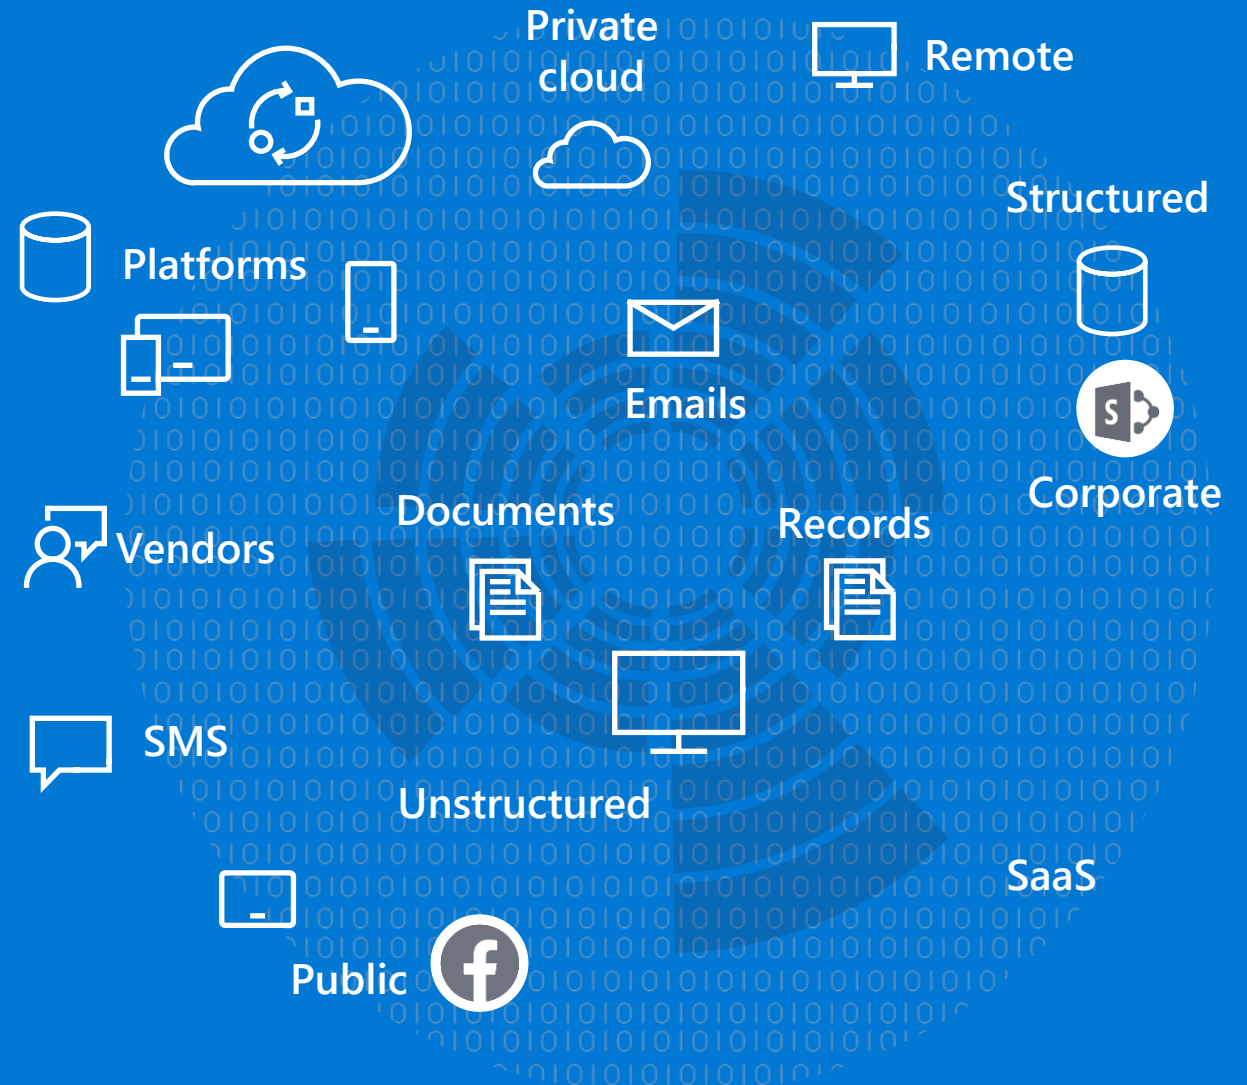 Private
cloud
Remote
Structured
Platforms
Emails
S
Corporate
Documents
Records
Vendors
SMS
Unstructured
SaaS
Public
f